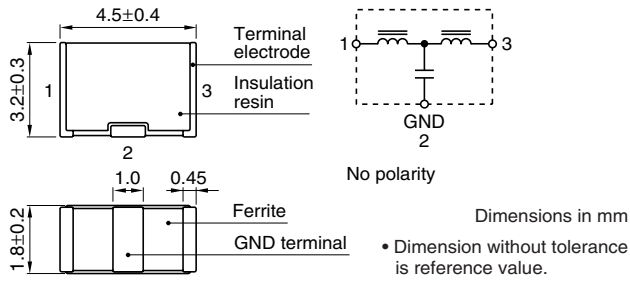 4.5±0.4
Terminal
electrode
Insulation
resin
3.2±0.3
1
3
2
1
3
GND
2
No polarity
1.0
0.45
1.8±0.2
Ferrite
GND terminal
Dimensions in mm
• Dimension without tolerance
is reference value.